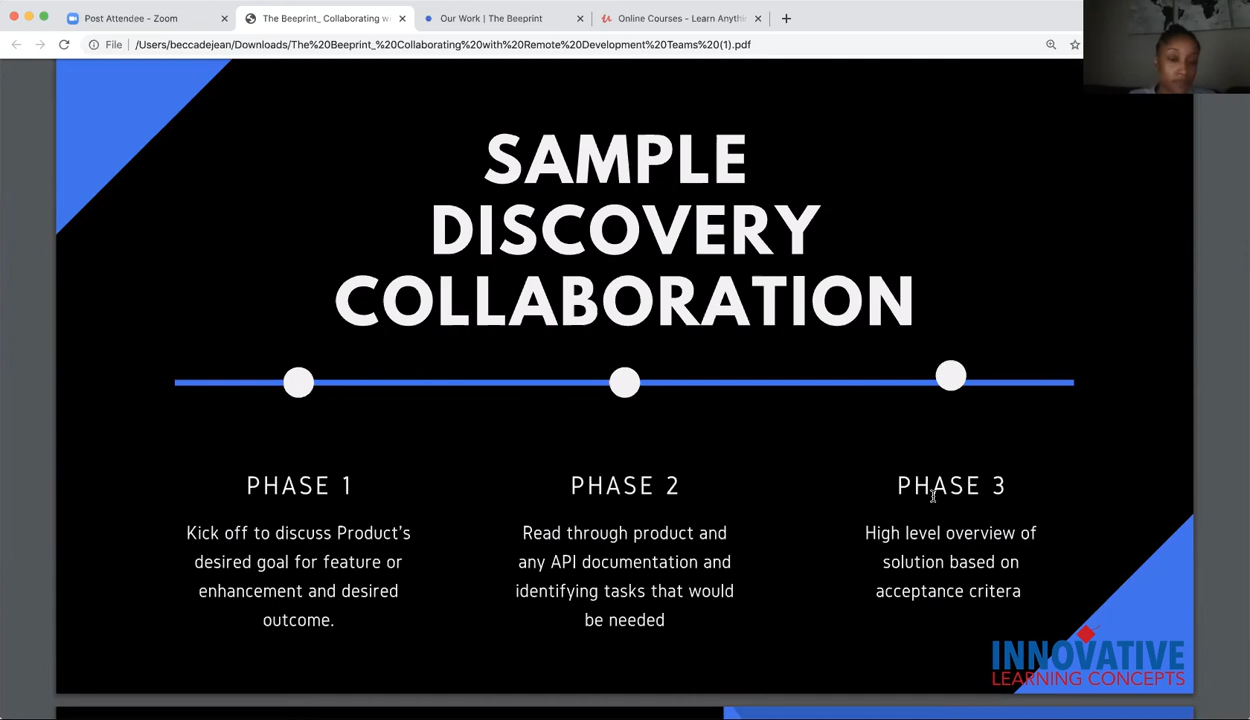 Post Attendee - Zoom
The Beeprint_ Collaborating w
Our Work | The Beeprint
Online Courses - Learn Anythin
File
/Users/beccadejean/Downloads/The%20Beeprint_%20Collaborating%20with%20Remote%20Development%20Teams%20(1).pdf
SAMPLE
DISCOVERY
COLLABORATION
PHASE 1
Kick off to discuss Product's
desired goal for feature or
enhancement and desired
outcome.
PHASE 2
Read through product and
any API documentation and
identifying tasks that would
be needed
PHASE 3
High level overview of
solution based on
acceptance critera
INNOVATIVE
LEARNING CONCEPTS